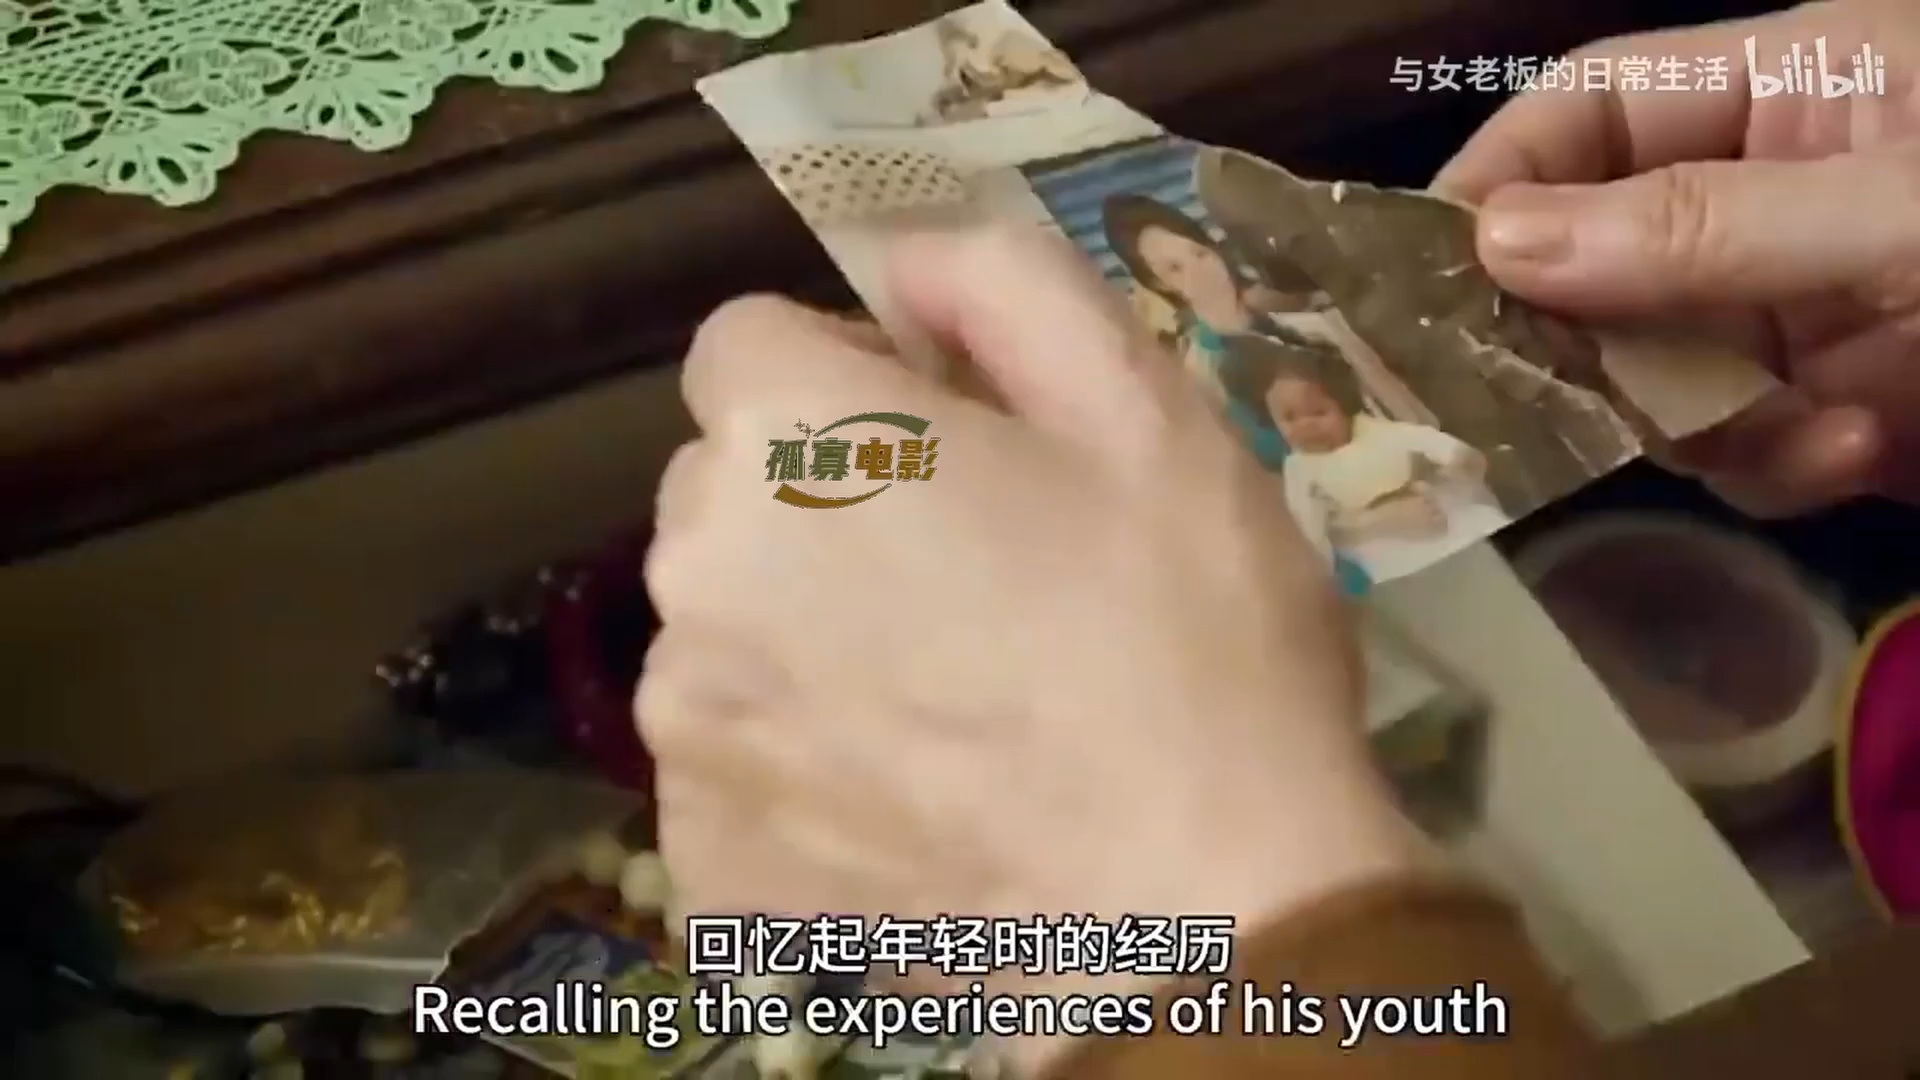 与女老板的日常生活 bilibili
孤寡电影
回忆起年轻时的经历
Recalling the experiences of his youth